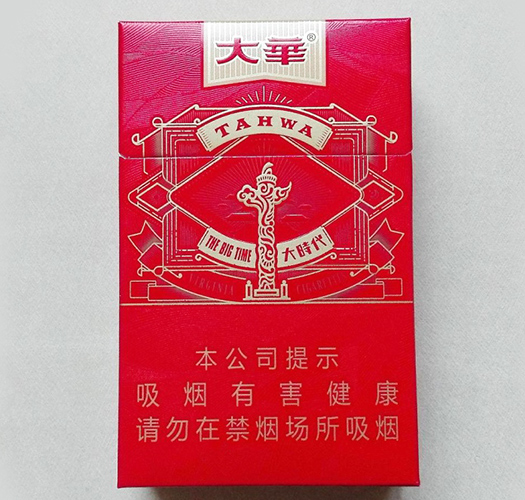 大華®
TAHWA
THE BIG TIME 大時代
VIRGINIA CIGARETTE
本公司提示
吸烟有害健康
请勿在禁烟场所吸烟